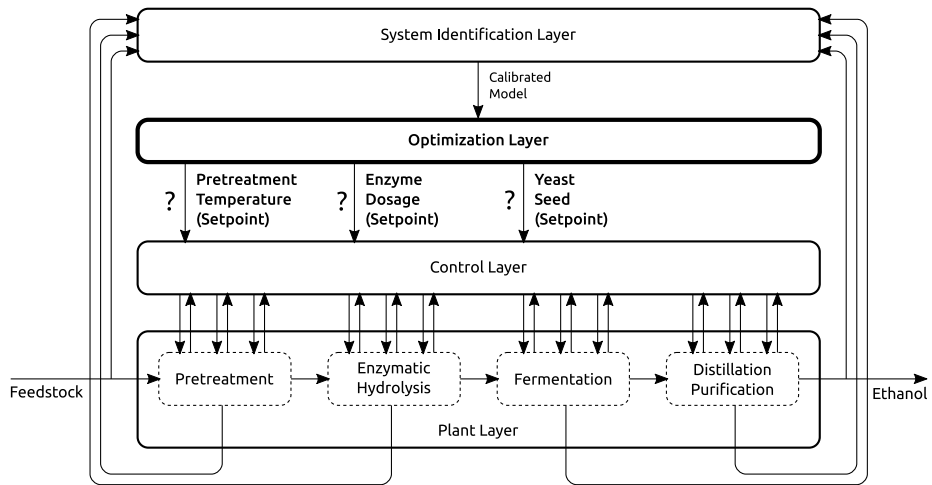 System Identification Layer
Calibrated
Model
Optimization Layer
?
Pretreatment
Temperature
(Setpoint)
?
Enzyme
Dosage
(Setpoint)
?
Yeast
Seed
(Setpoint)
Control Layer
Feedstock
Pretreatment
Enzymatic
Hydrolysis
Fermentation
Distillation
Purification
Ethanol
Plant Layer